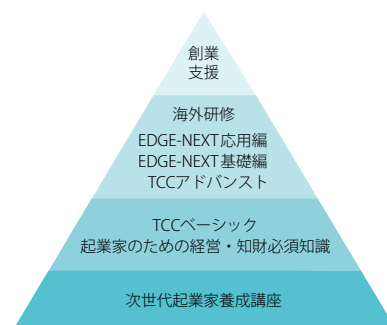 創業
支援
海外研修
EDGE-NEXT応用編
EDGE-NEXT基礎編
TCCアドバンスト
TCCベーシック
起業家のための経営・知財必須知識
次世代起業家養成講座